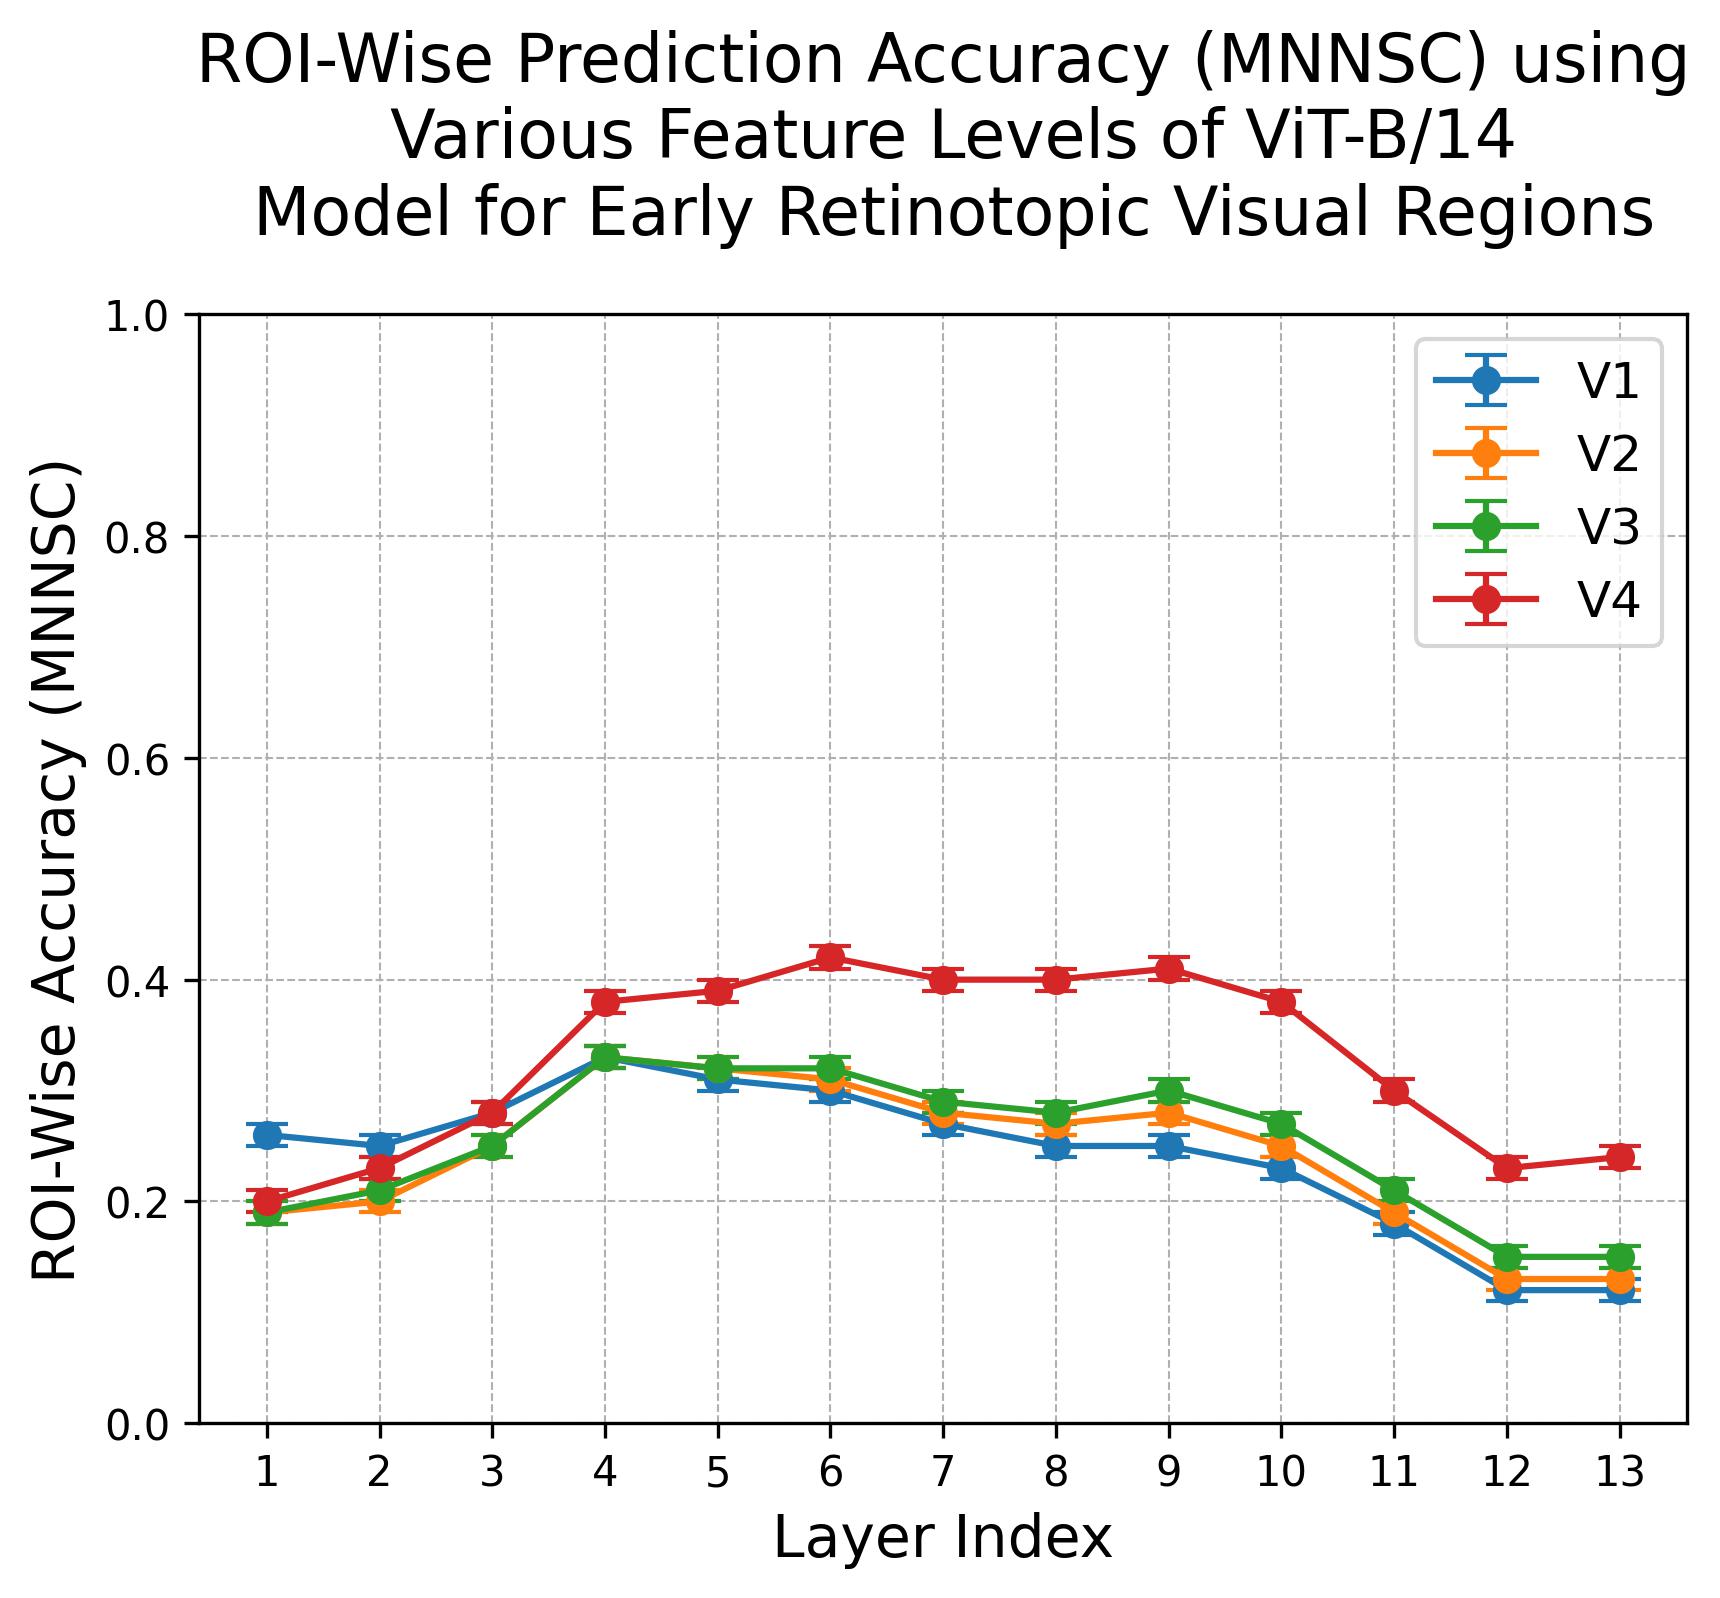 ROI-Wise Prediction Accuracy (MNNSC) using
Various Feature Levels of ViT-B/14
Model for Early Retinotopic Visual Regions
ROI-Wise Accuracy (MNNSC)
1.0
0.8
0.6
0.4
0.2
0.0
V1
V2
V3
V4
1 2 3 4 5 6 7 8 9 10 11 12 13
Layer Index